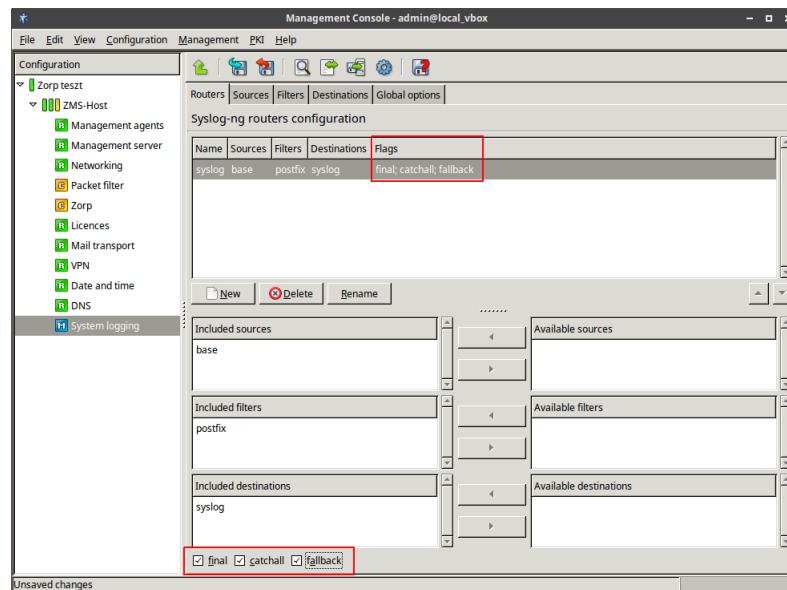 Management Console - admin@local_vbox
File Edit View Configuration Management PKI Help
Configuration
Zorp teszt
ZMS-Host
R Management agents
R Management server
R Networking
Packet filter
Zorp
R Licences
R Mail transport
R VPN
R Date and time
R DNS
M System logging
Routers Sources Filters Destinations Global options
Syslog-ng routers configuration
Name Sources Filters Destinations Flags
syslog base postfix syslog final; catchall; fallback
New Delete Rename
Included sources
base
Available sources
Included filters
postfix
Available filters
Included destinations
syslog
Available destinations
final catchall fallback
Unsaved changes